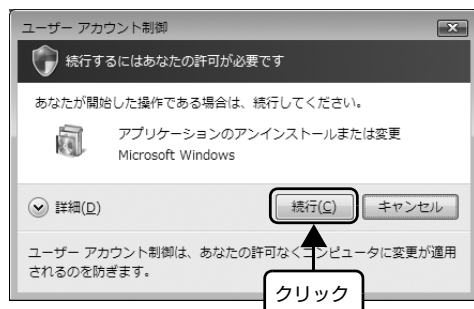 ユーザー アカウント制御
続行するにはあなたの許可が必要です
あなたが開始した操作である場合は、続行してください。
アプリケーションのアンインストールまたは変更
Microsoft Windows
詳細(D)
続行(C)
キャンセル
ユーザー アカウント制御は、あなたの許可なくコンピュータに変更が適用
されるのを防ぎます。
クリック